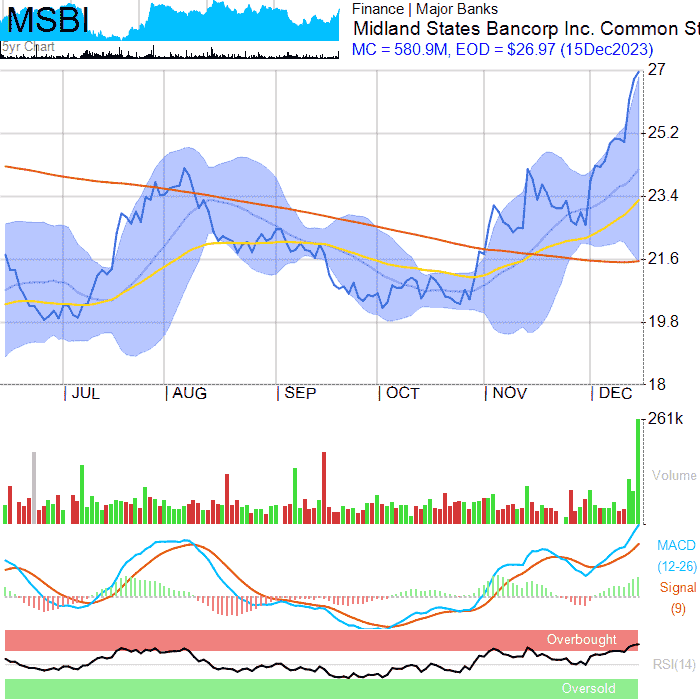 MSBI
5yr Chart
Finance | Major Banks
Midland States Bancorp Inc. Common St
MC = 580.9M, EOD = $26.97 (15Dec2023)
27
25.2
23.4
21.6
19.8
18
JUL AUG SEP OCT NOV DEC
261k
Volume
MACD
(12-26)
Signal
(9)
Overbought
RSI(14)
Oversold